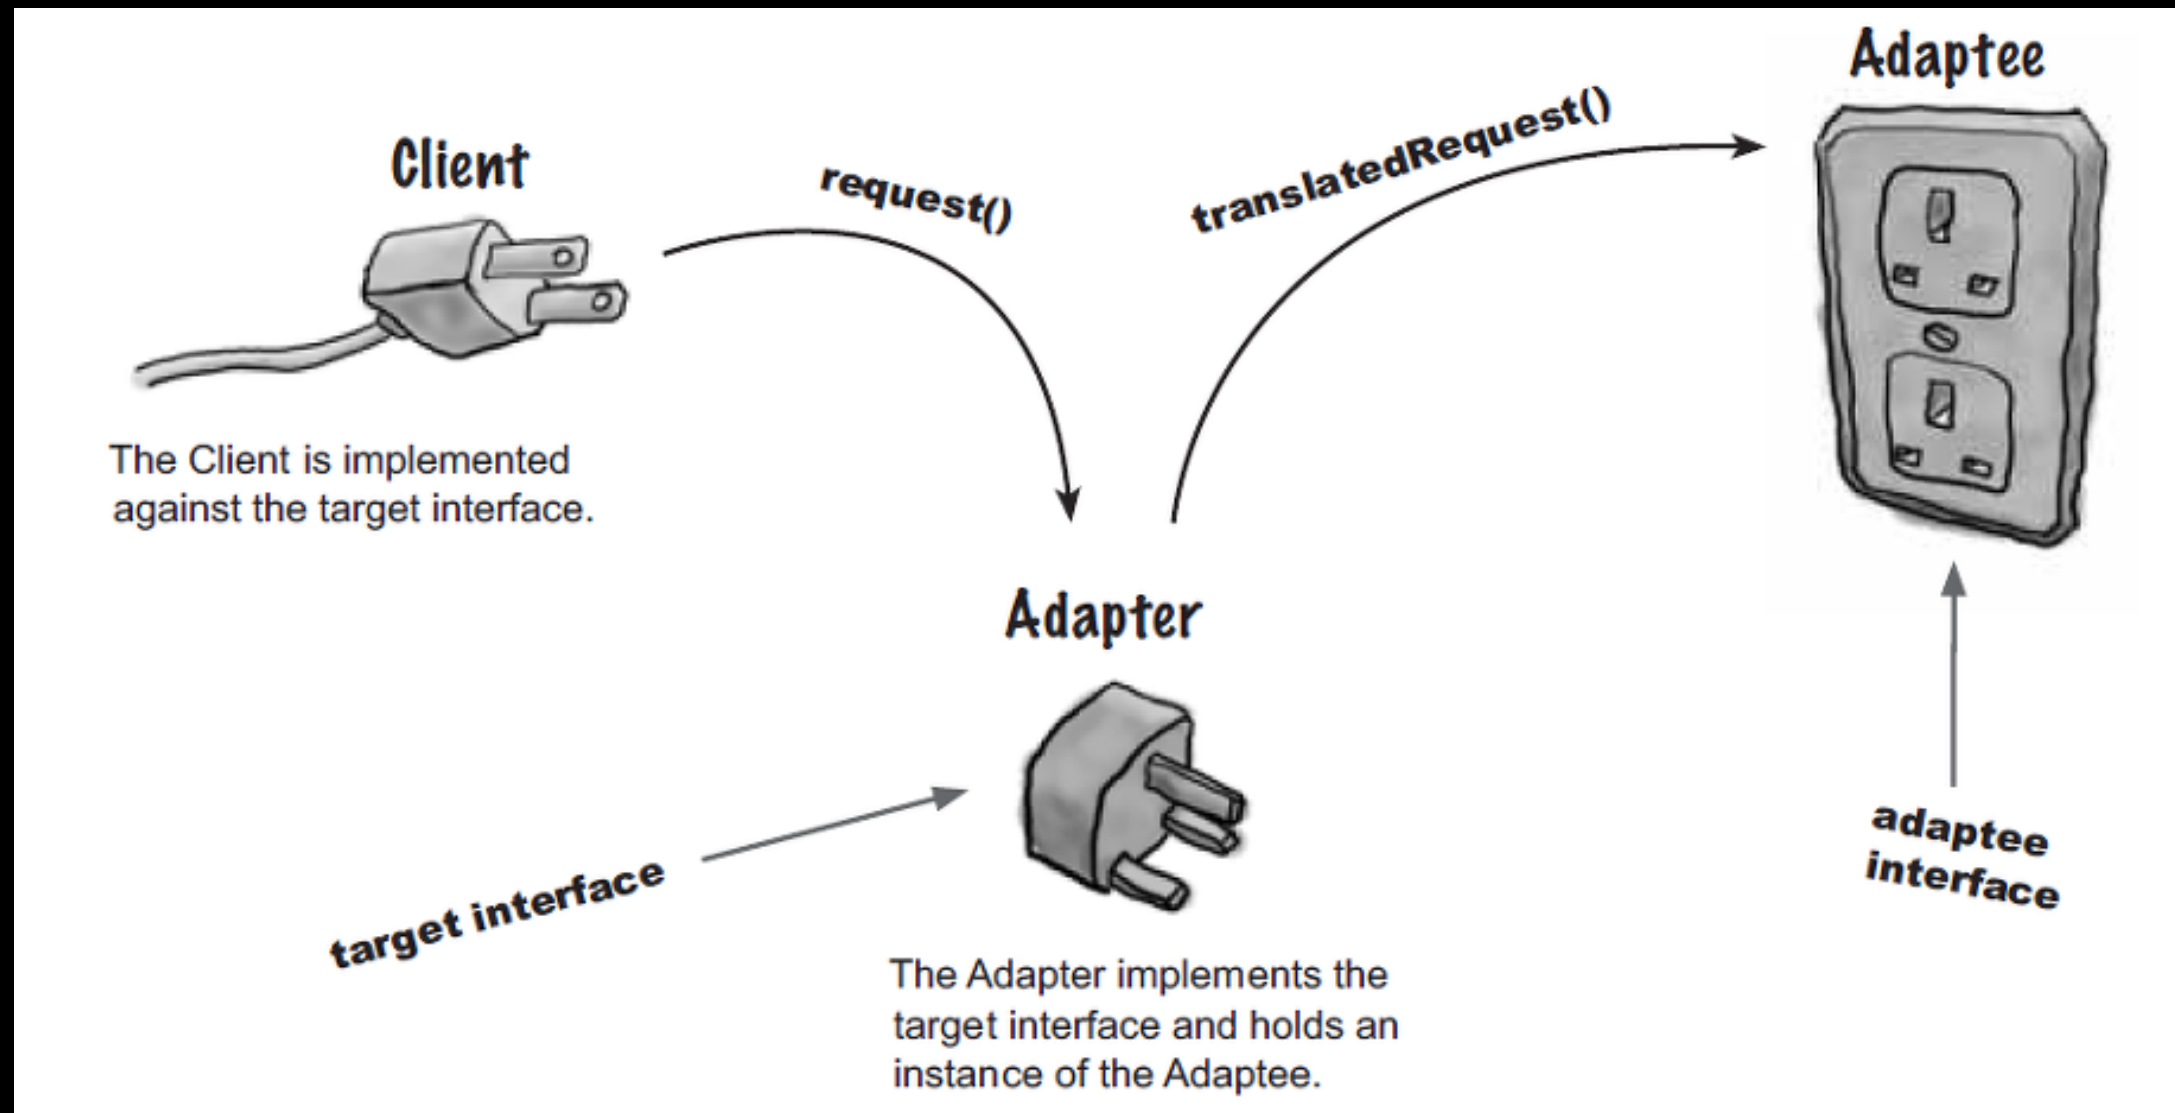 Adaptee
Client
request()
translatedRequest()
The Client is implemented
against the target interface.
Adapter
target interface
adaptee
interface
The Adapter implements the
target interface and holds an
instance of the Adaptee.